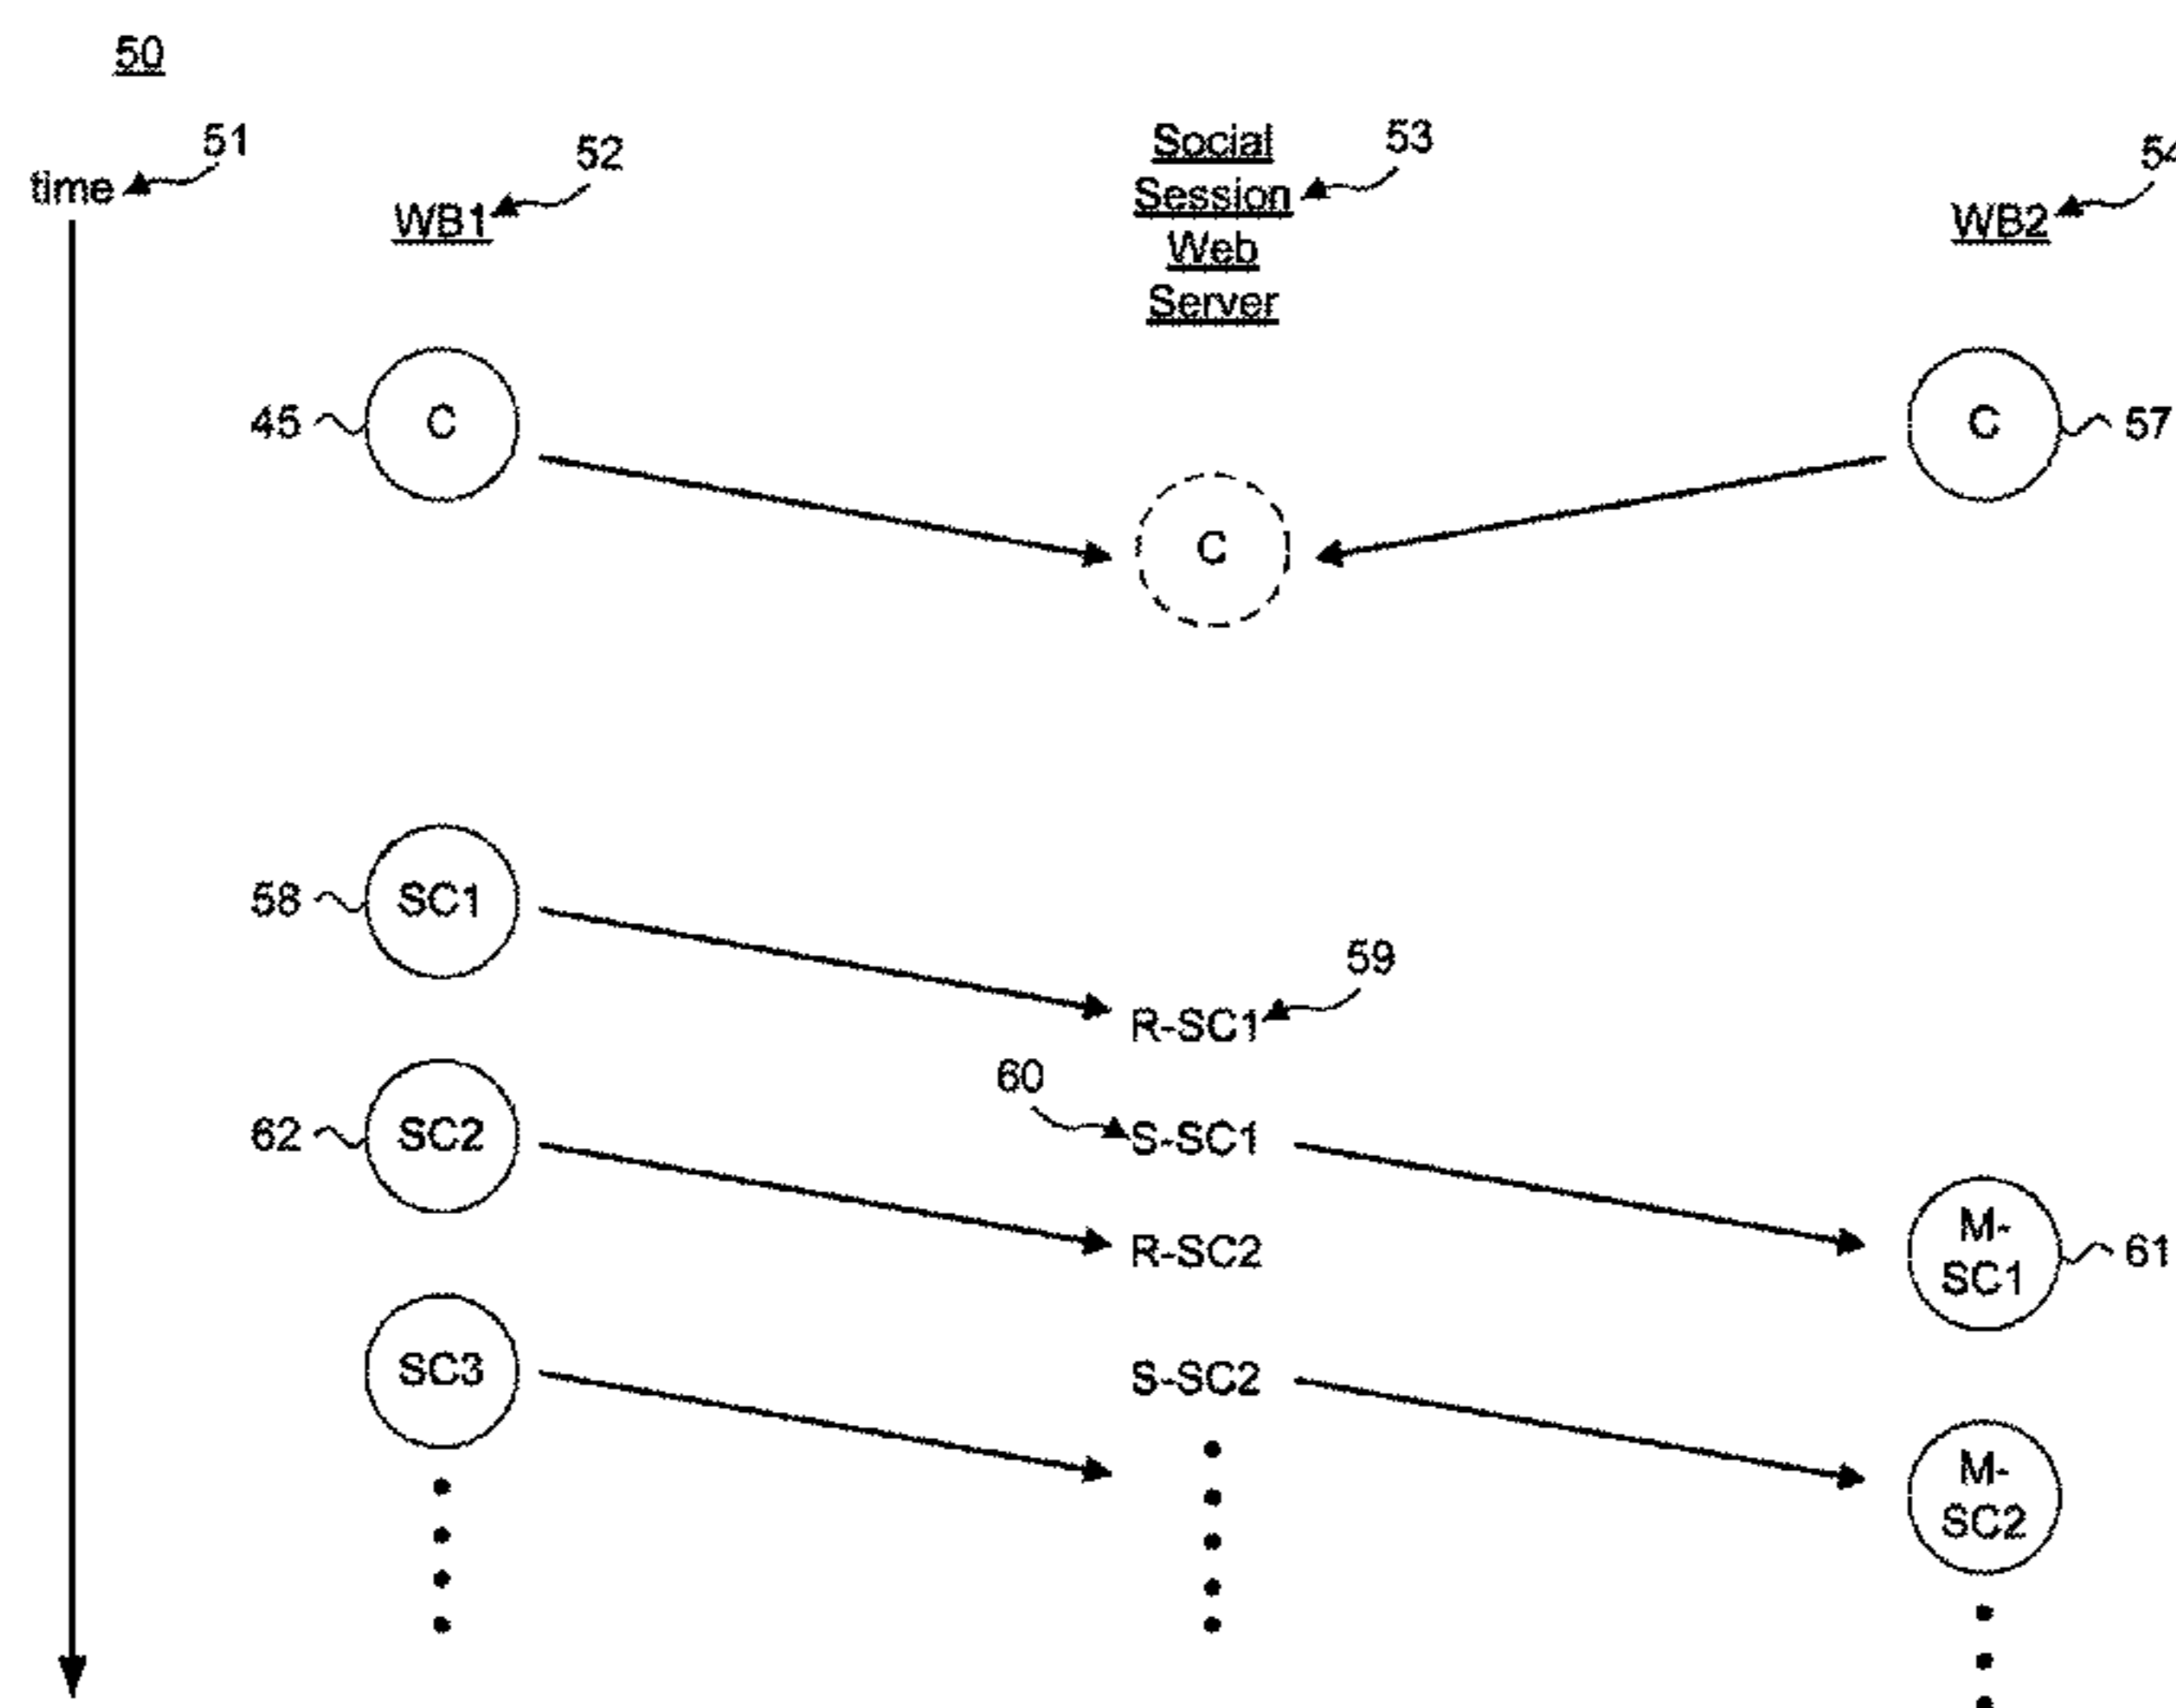 50
51
time
52
WB1
Social
Session
Web
Server
53
54
WB2
45
C
C
C
57
58
SC1
R-SC1
59
60
62
SC2
S-SC1
R-SC2
M-
SC1
61
SC3
S-SC2
M-
SC2